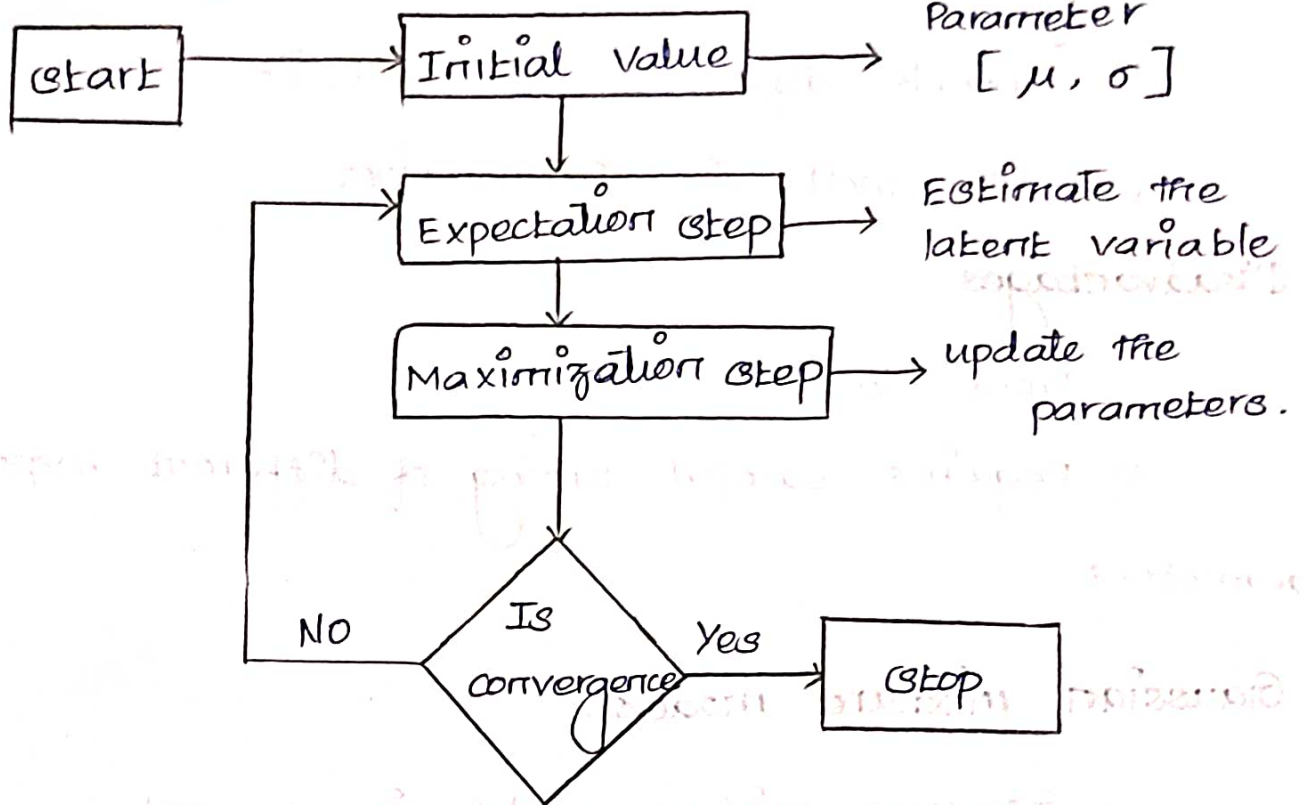 Start
Initial value
Parameter
[ μ, σ ]
Expectation step
Estimate the
latent variable
Maximization step
update the
parameters.
Is
convergence
NO
Yes
Stop